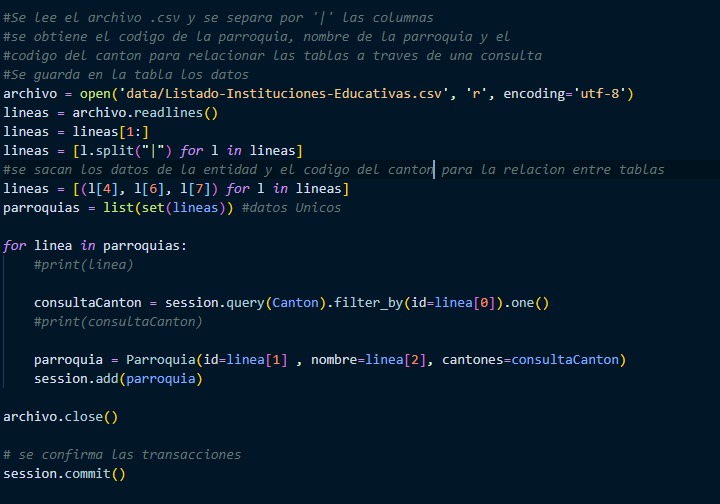 #Se lee el archivo .csv y se separa por '|' las columnas
#se obtiene el codigo de la parroquia, nombre de la parroquia y el
#codigo del canton para relacionar las tablas a traves de una consulta
#Se guarda en la tabla los datos
archivo = open('data/Listado-Instituciones-Educativas.csv', 'r', encoding='utf-8')
lineas = archivo.readlines()
lineas = lineas[1:]
lineas = [l.split("|") for l in lineas]
#se sacan los datos de la entidad y el codigo del canton para la relacion entre tablas
lineas = [(l[4], l[6], l[7]) for l in lineas]
parroquias = list(set(lineas)) #datos Unicos
for linea in parroquias:
    #print(linea)
    consultaCanton = session.query(Canton).filter_by(id=linea[0]).one()
    #print(consultaCanton)
    parroquia = Parroquia(id=linea[1] , nombre=linea[2], cantones=consultaCanton)
    session.add(parroquia)
archivo.close()
# se confirma las transacciones
session.commit()